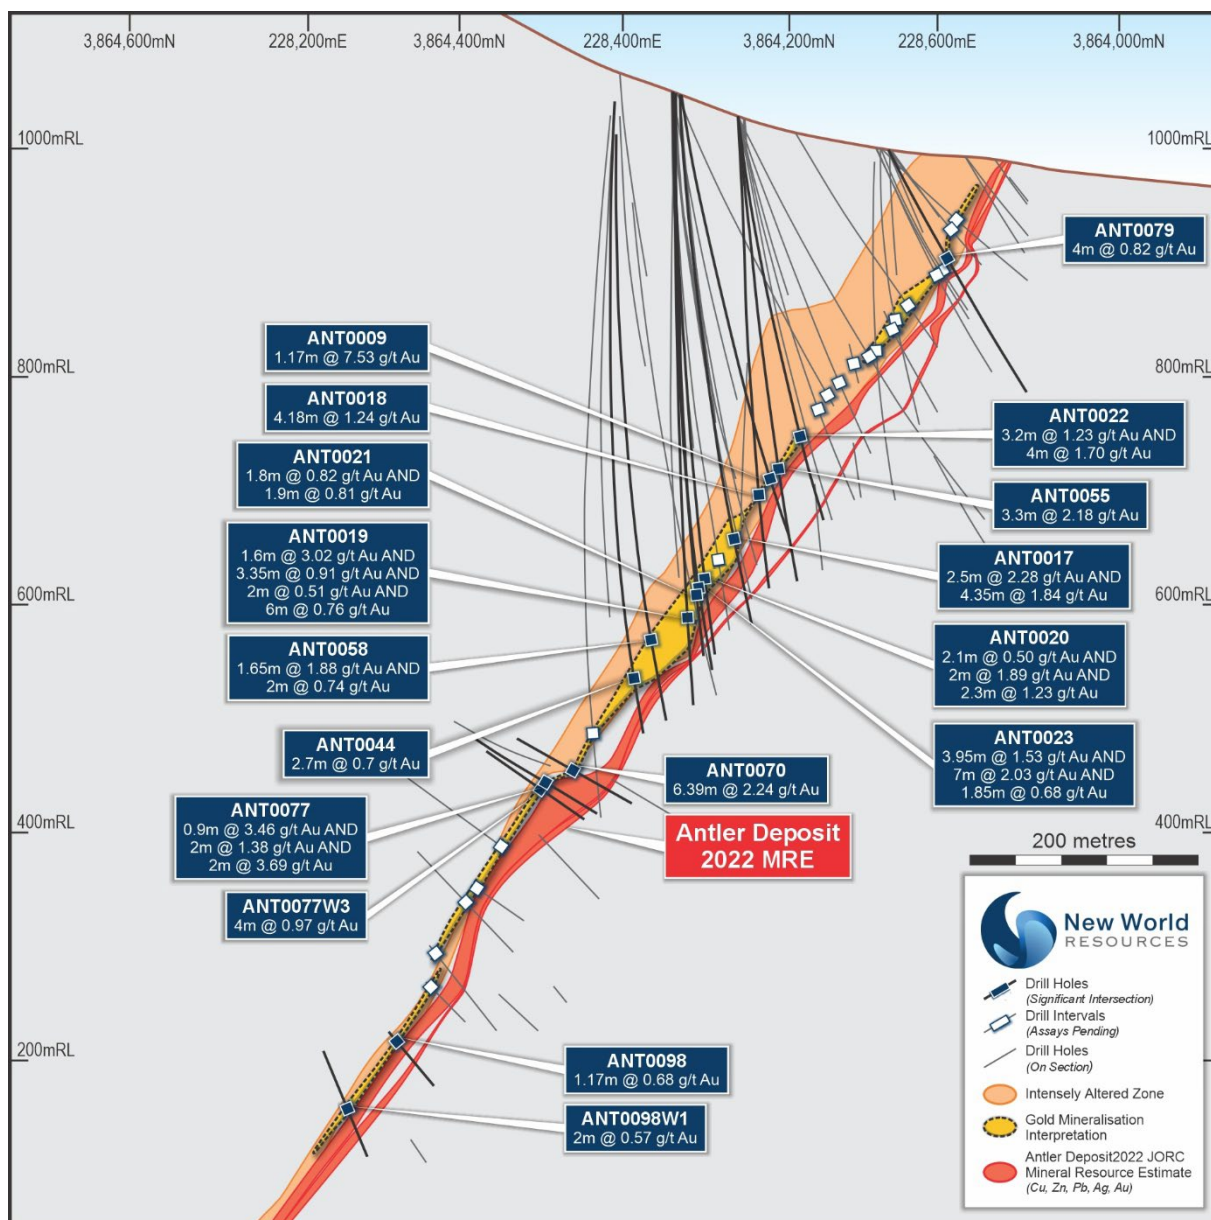 3,864,600mN
228,200mE
3,864,400mN
228,400mE
3,864,200mN
228,600mE
3,864,000mN
1000mRL
1000mRL
ANT0079
4m @ 0.82 g/t Au
ANT0009
1.17m @ 7.53 g/t Au
800mRL
800mRL
ANT0018
4.18m @ 1.24 g/t Au
ANT0022
3.2m @ 1.23 g/t Au AND
4m @ 1.70 g/t Au
ANT0021
1.8m @ 0.82 g/t Au AND
1.9m @ 0.81 g/t Au
ANT0055
3.3m @ 2.18 g/t Au
ANT0019
1.6m @ 3.02 g/t Au AND
3.35m @ 0.91 g/t Au AND
2m @ 0.51 g/t Au AND
6m @ 0.76 g/t Au
ANT0017
2.5m @ 2.28 g/t Au AND
4.35m @ 1.84 g/t Au
600mRL
600mRL
ANT0058
1.65m @ 1.88 g/t Au AND
2m @ 0.74 g/t Au
ANT0020
2.1m @ 0.50 g/t Au AND
2m @ 1.89 g/t Au AND
2.3m @ 1.23 g/t Au
ANT0044
2.7m @ 0.7 g/t Au
ANT0023
3.95m @ 1.53 g/t Au AND
7m @ 2.03 g/t Au AND
1.85m @ 0.68 g/t Au
ANT0070
6.39m @ 2.24 g/t Au
ANT0077
0.9m @ 3.46 g/t Au AND
2m @ 1.38 g/t Au AND
2m @ 3.69 g/t Au
400mRL
400mRL
Antler Deposit
2022 MRE
200 metres
ANT0077W3
4m @ 0.97 g/t Au
New World
RESOURCES
Drill Holes
(Significant Intersection)
Drill Intervals
(Assays Pending)
Drill Holes
(On Section)
Intensely Altered Zone
Gold Mineralisation
Interpretation
Antler Deposit2022 JORC
Mineral Resource Estimate
(Cu, Zn, Pb, Ag, Au)
200mRL
ANT0098
1.17m @ 0.68 g/t Au
ANT0098W1
2m @ 0.57 g/t Au